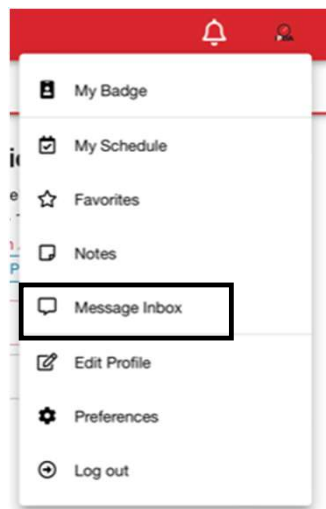 My Badge
My Schedule
Favorites
Notes
Message Inbox
Edit Profile
Preferences
Log out